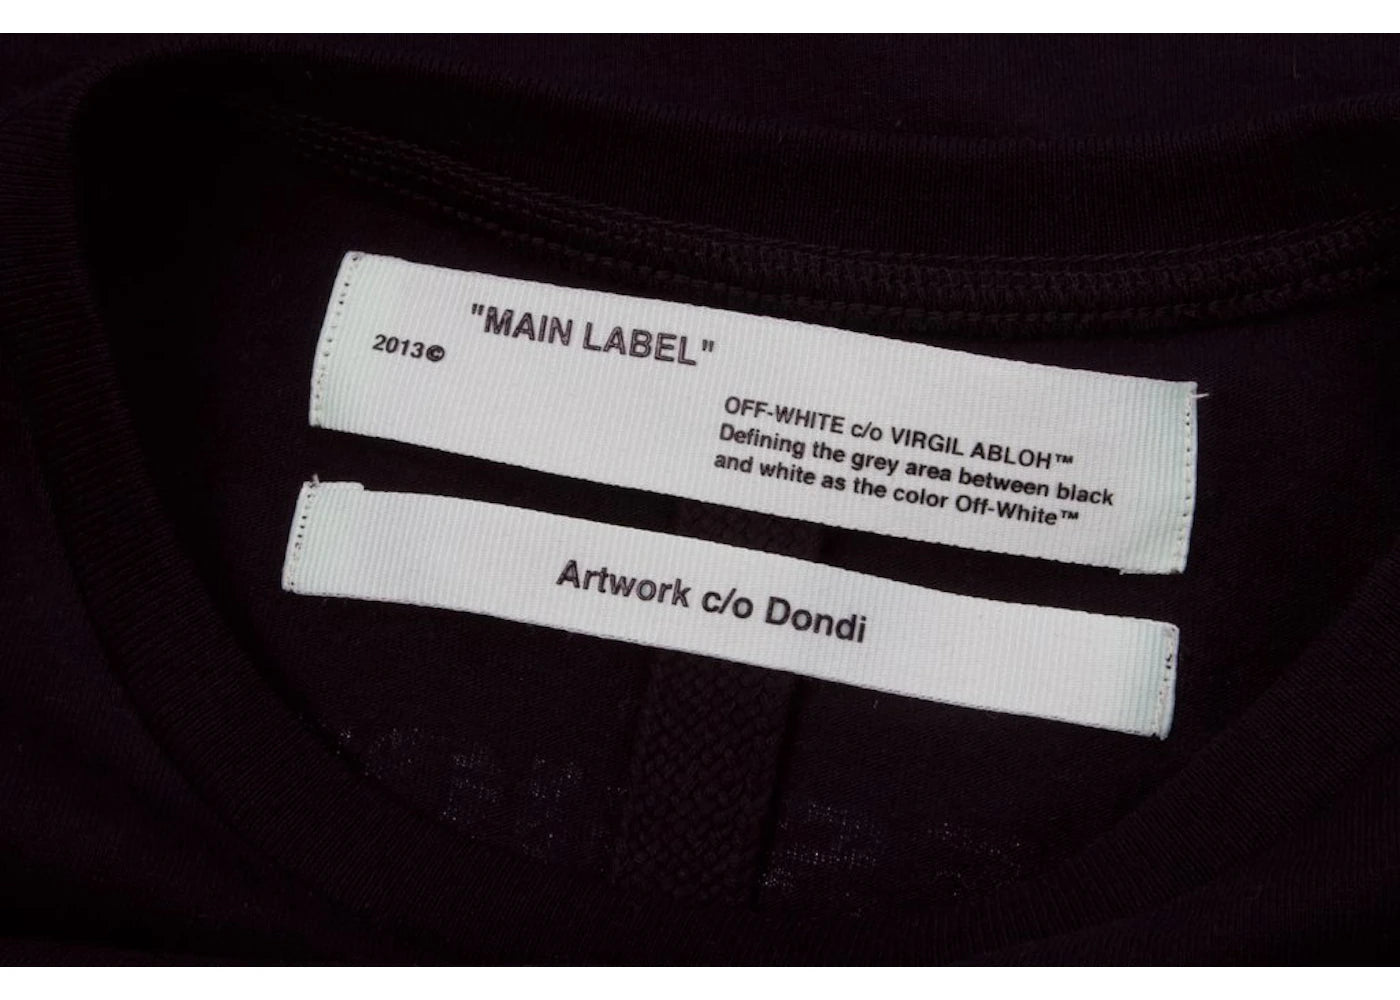 "MAIN LABEL"
2013©
OFF-WHITE c/o VIRGIL ABLOH™
Defining the grey area between black
and white as the color Off-White™
Artwork c/o Dondi